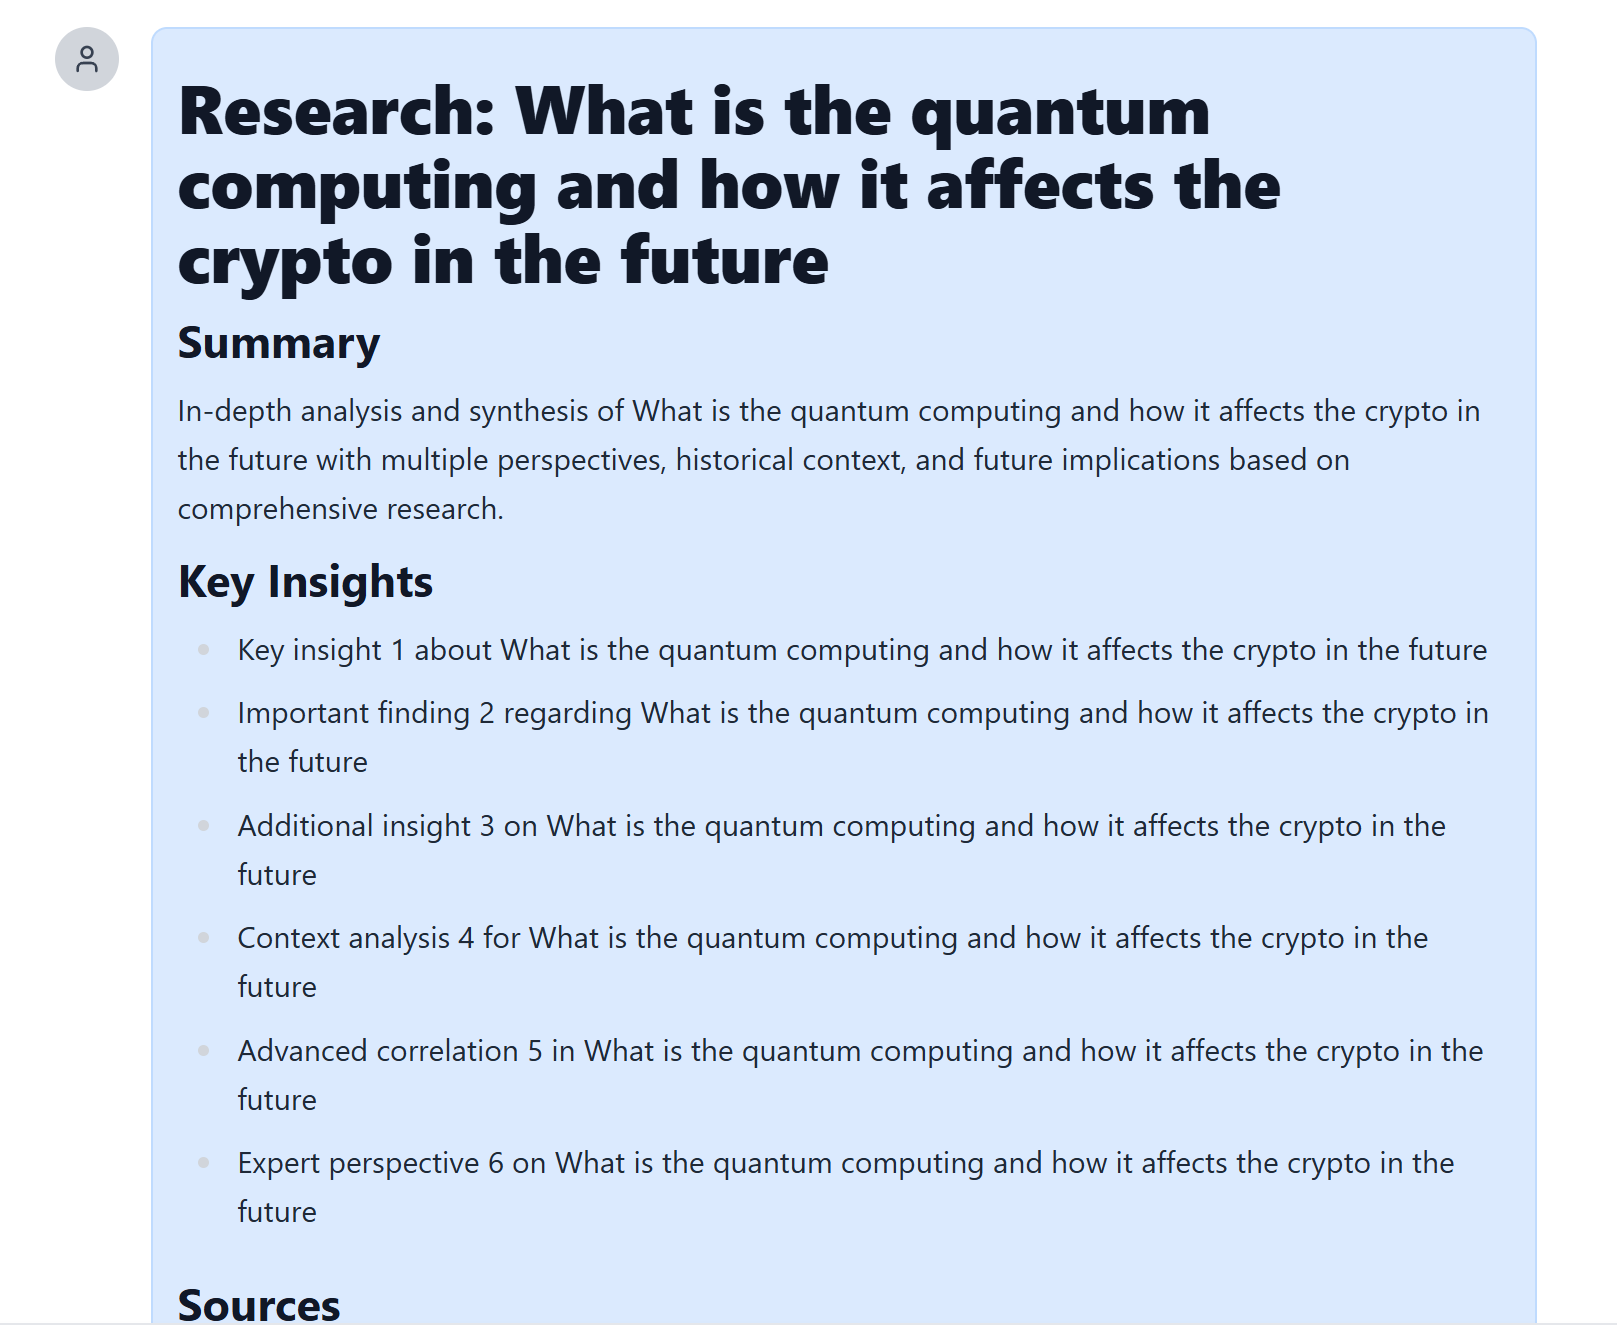 Research: What is the quantum
computing and how it affects the
crypto in the future
Summary
In-depth analysis and synthesis of What is the quantum computing and how it affects the crypto in
the future with multiple perspectives, historical context, and future implications based on
comprehensive research.
Key Insights
Key insight 1 about What is the quantum computing and how it affects the crypto in the future
Important finding 2 regarding What is the quantum computing and how it affects the crypto in
the future
Additional insight 3 on What is the quantum computing and how it affects the crypto in the
future
Context analysis 4 for What is the quantum computing and how it affects the crypto in the
future
Advanced correlation 5 in What is the quantum computing and how it affects the crypto in the
future
Expert perspective 6 on What is the quantum computing and how it affects the crypto in the
future
Sources